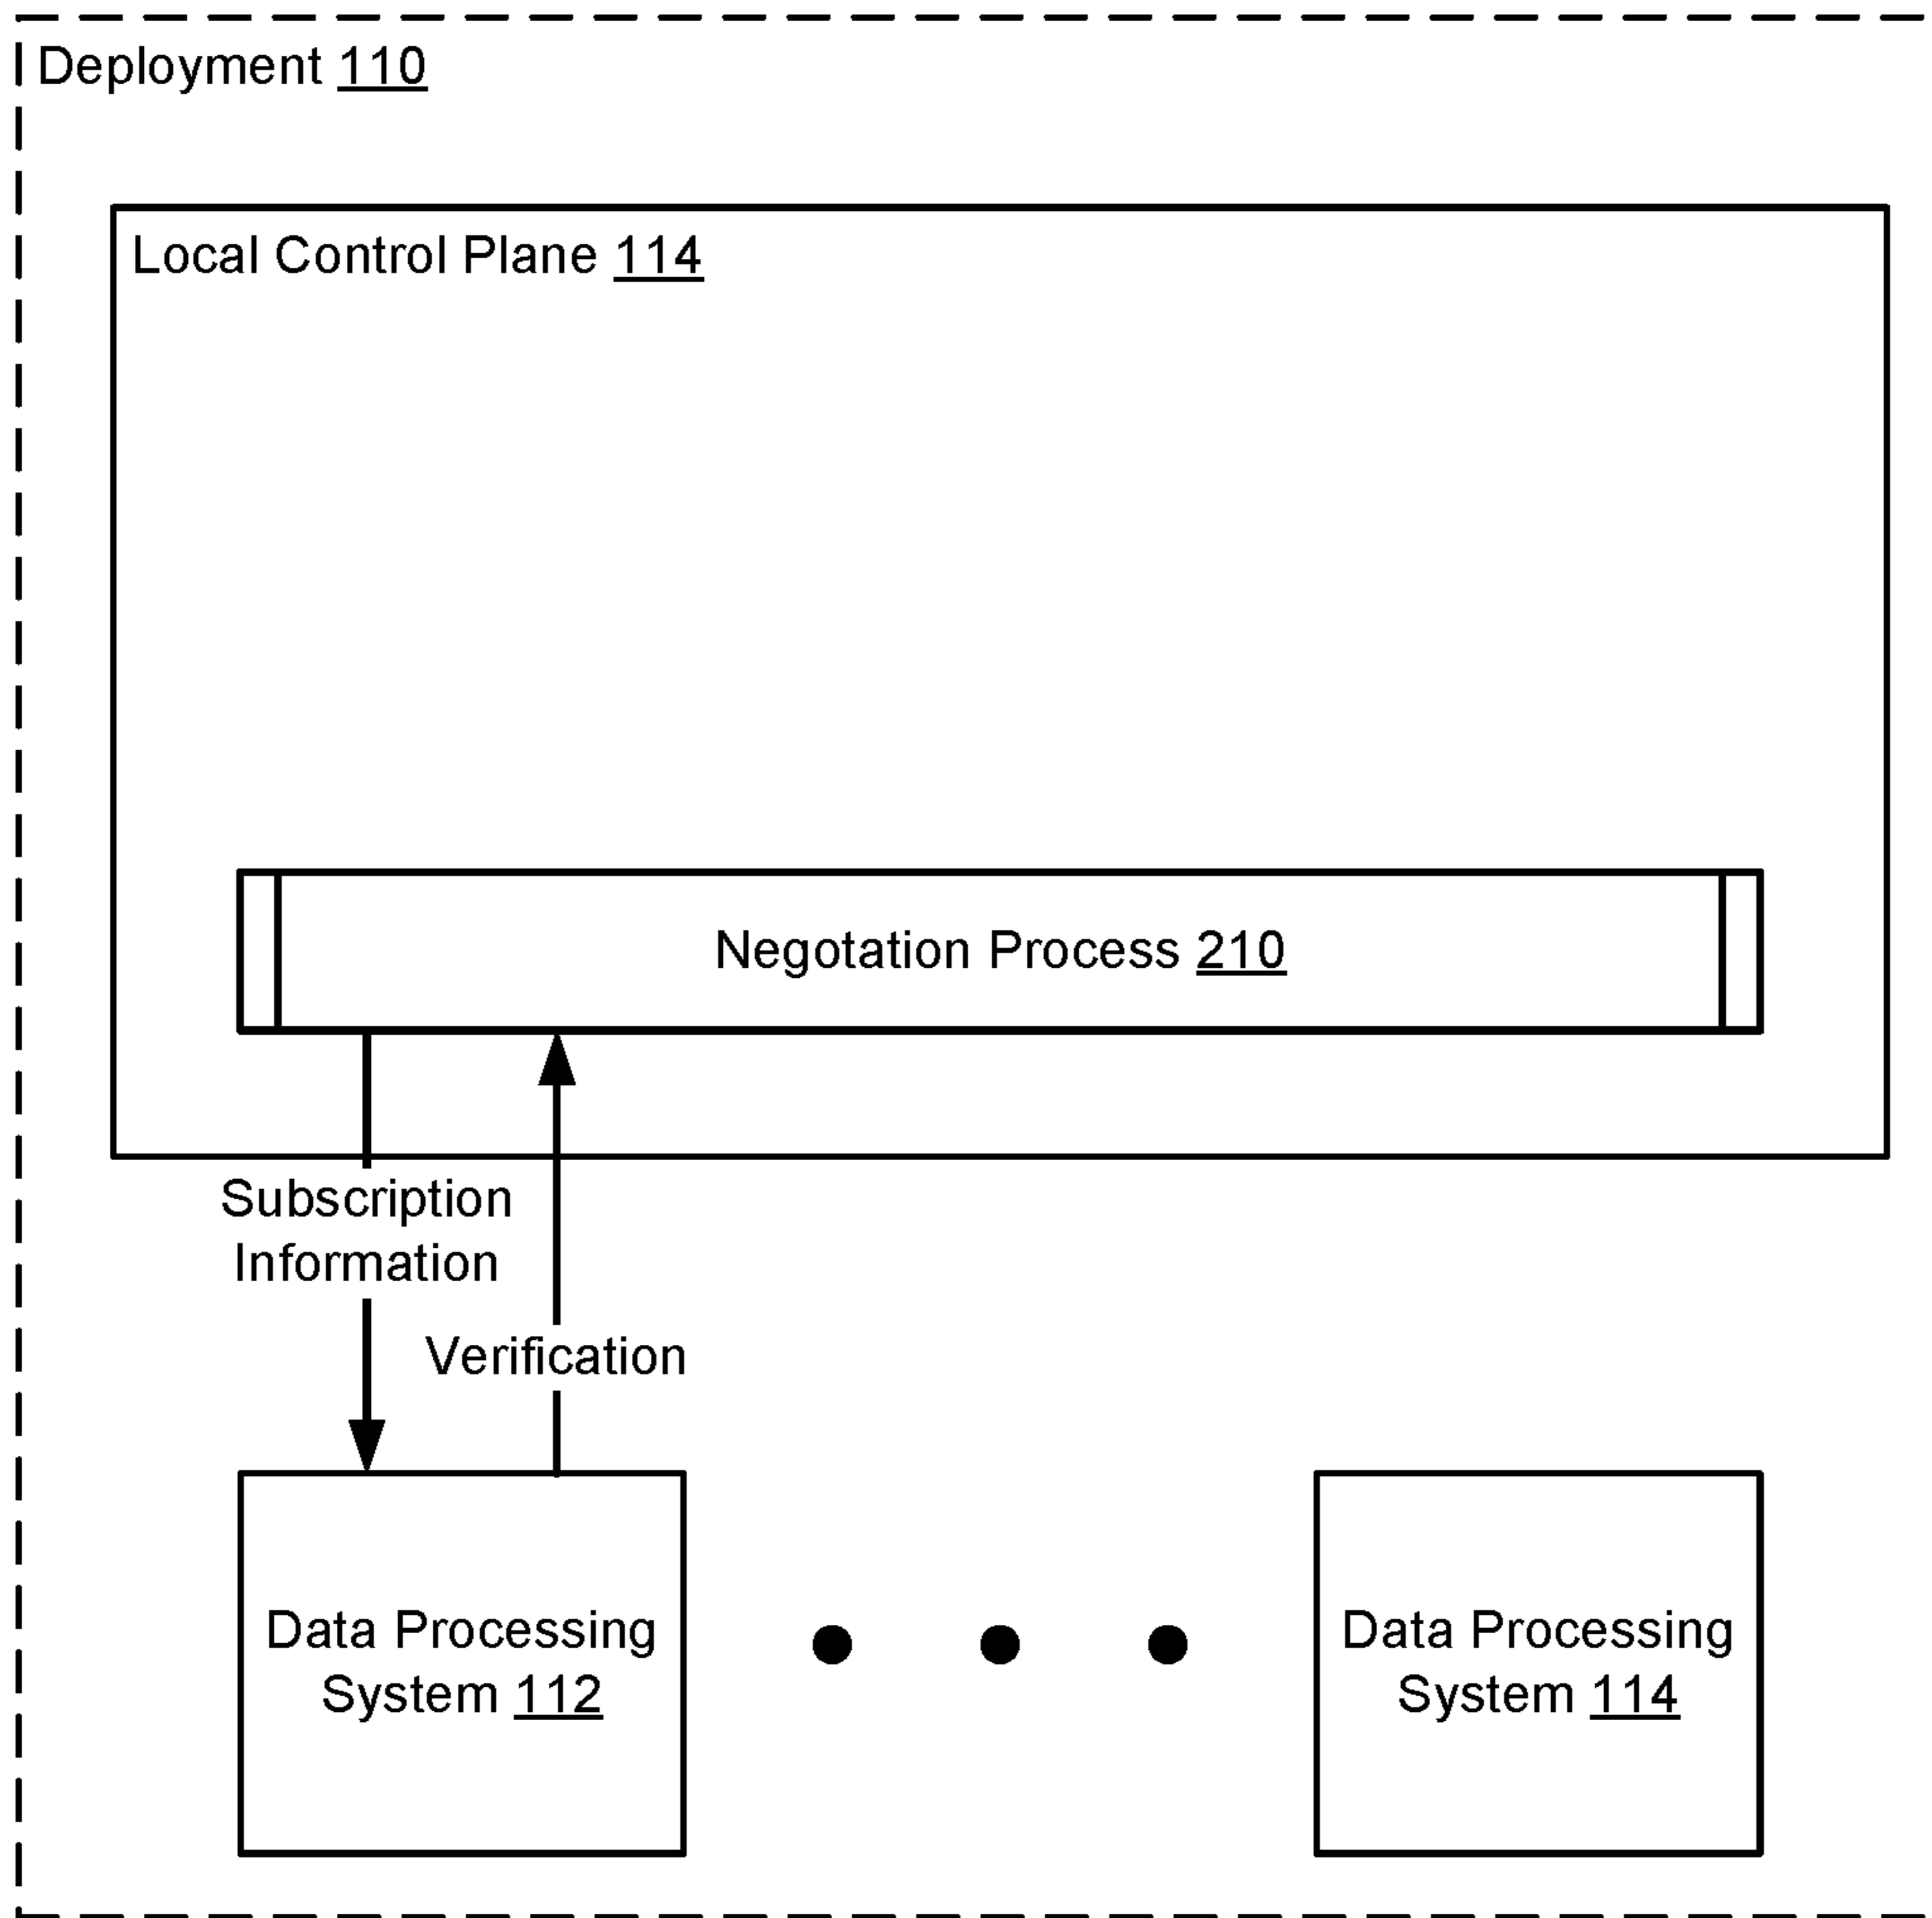 Deployment 110
Local Control Plane 114
Negotation Process 210
Subscription
Information
Verification
Data Processing
System 112
Data Processing
System 114